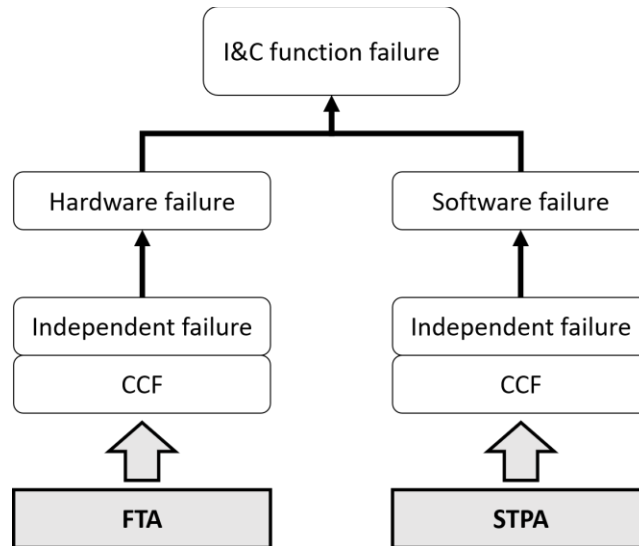 I&C function failure
Hardware failure
Software failure
Independent failure
Independent failure
CCF
CCF
FTA
STPA